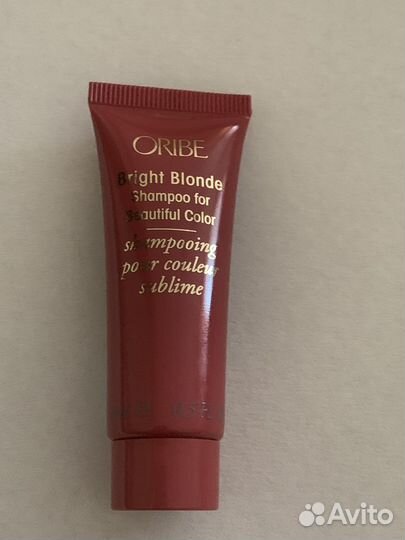 ORIBE
Bright Blonde
Shampoo for
Beautiful Color
shampooing
pour couleur
sublime
Avito